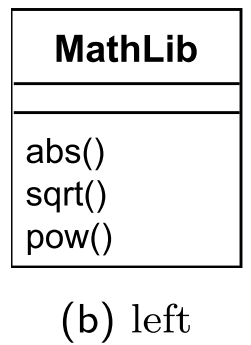 MathLib
abs()
sqrt()
pow()
(b) left